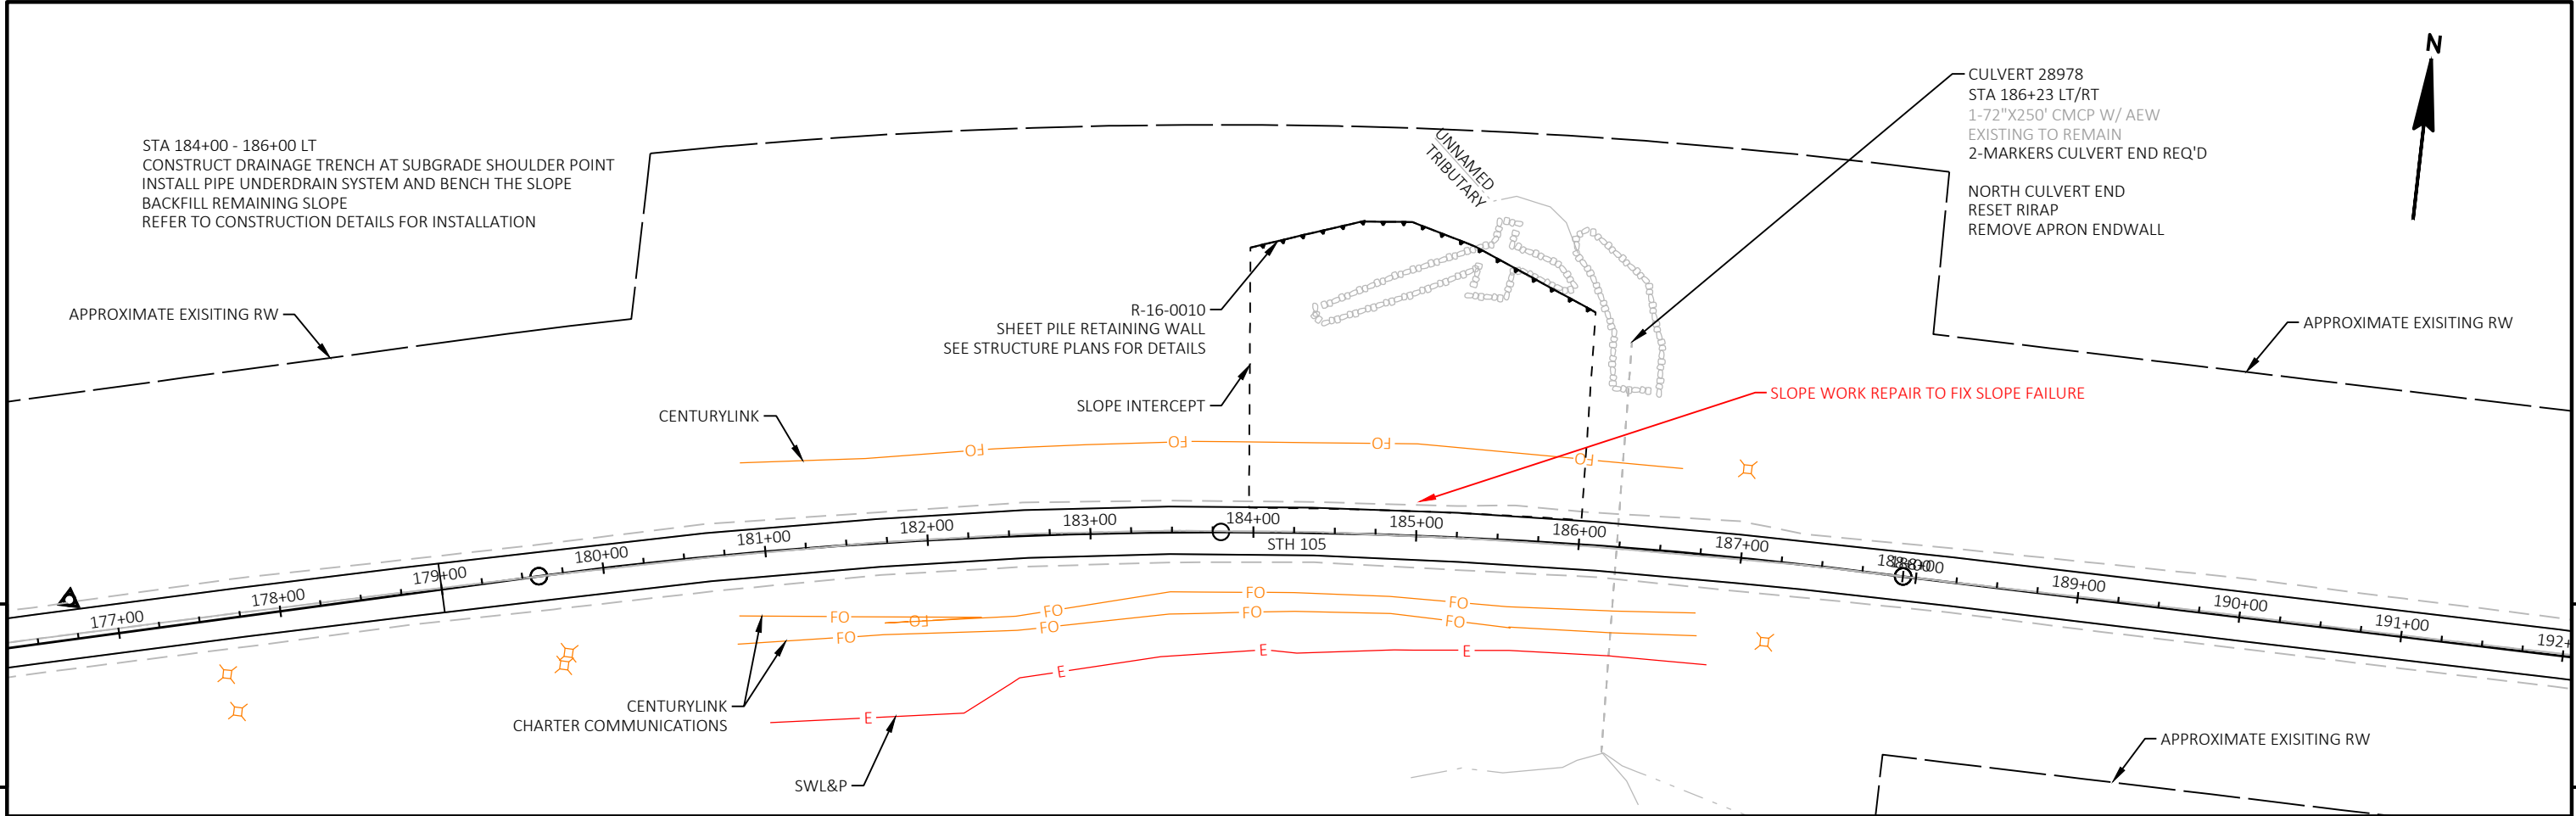 N
STA 184+00 - 186+00 LT
CONSTRUCT DRAINAGE TRENCH AT SUBGRADE SHOULDER POINT
INSTALL PIPE UNDERDRAIN SYSTEM AND BENCH THE SLOPE
BACKFILL REMAINING SLOPE
REFER TO CONSTRUCTION DETAILS FOR INSTALLATION
UNNAMED
TRIBUTARY
CULVERT 28978
STA 186+23 LT/RT
1-72"X250' CMCP W/ AEW
EXISTING TO REMAIN
2-MARKERS CULVERT END REQ'D
NORTH CULVERT END
RESET RIRAP
REMOVE APRON ENDWALL
APPROXIMATE EXISITING RW
R-16-0010
SHEET PILE RETAINING WALL
SEE STRUCTURE PLANS FOR DETAILS
APPROXIMATE EXISITING RW
SLOPE INTERCEPT
SLOPE WORK REPAIR TO FIX SLOPE FAILURE
CENTURYLINK
FO
FO
FO
FO
177+00
178+00
179+00
180+00
181+00
182+00
183+00
184+00
185+00
186+00
187+00
188+00
189+00
190+00
191+00
192+
STH 105
FO
FO
FO
FO
FO
FO
FO
FO
FO
E
E
E
E
CENTURYLINK
CHARTER COMMUNICATIONS
SWL&P
APPROXIMATE EXISITING RW